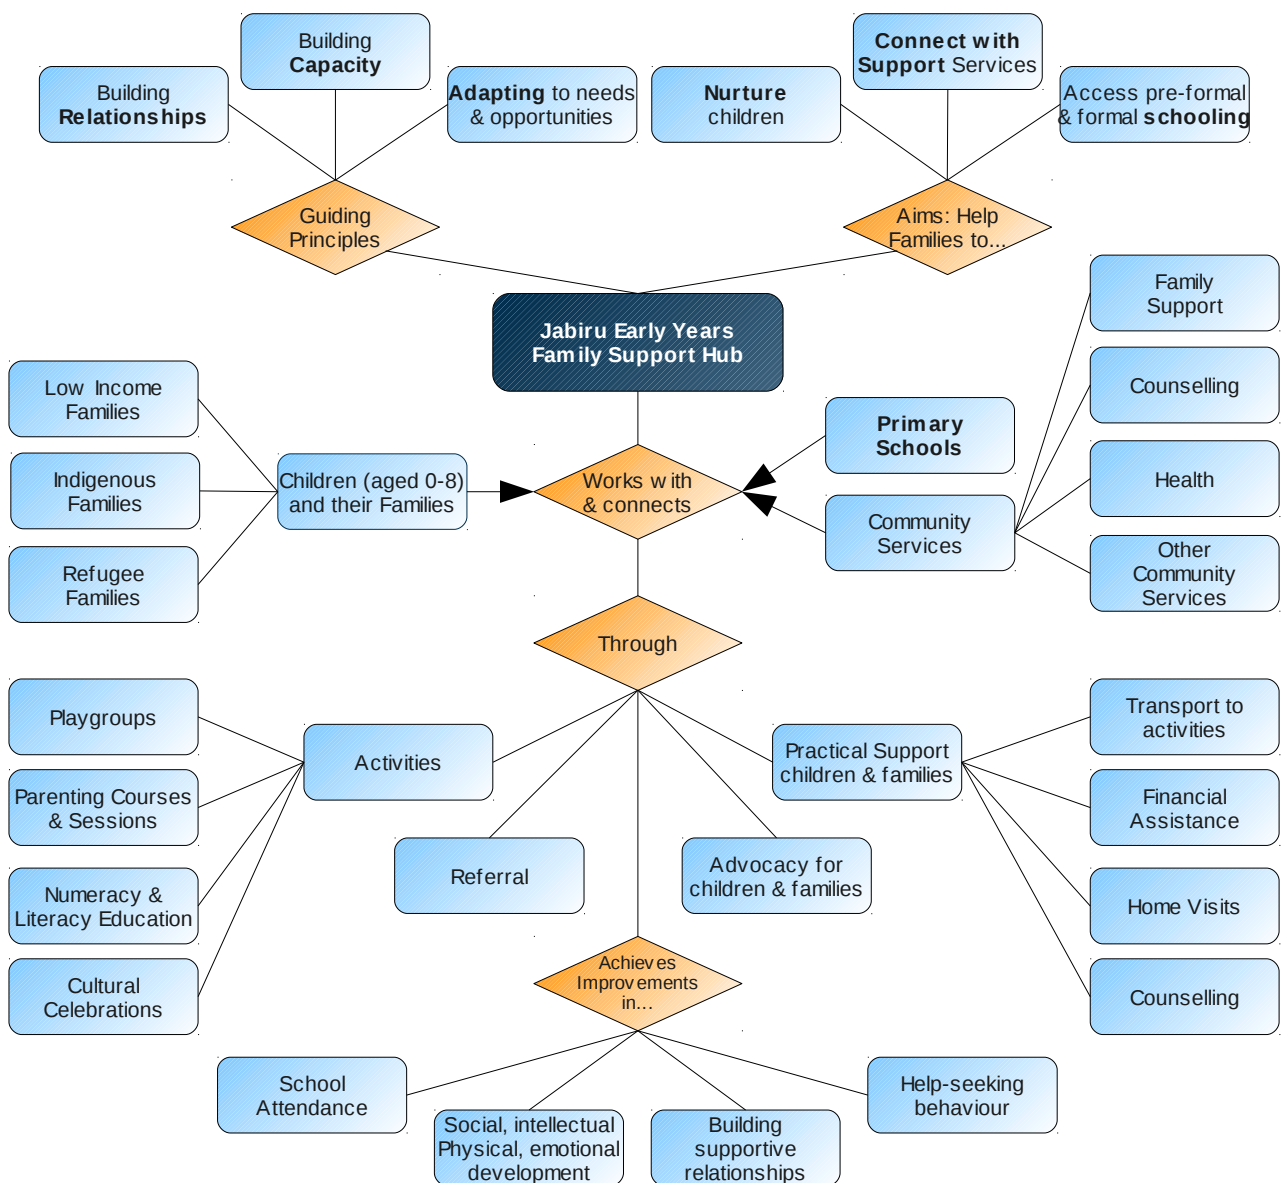 Building
Capacity
Connect with
Support Services
Building
Relationships
Adapting to needs
& opportunities
Nurture
children
Access pre-formal
& formal schooling
Guiding
Principles
Aims: Help
Families to...
Jabiru Early Years
Family Support Hub
Family
Support
Counselling
Health
Other
Community
Services
Low Income
Families
Indigenous
Families
Refugee
Families
Children (aged 0-8)
and their Families
Works with
& connects
Primary
Schools
Community
Services
Through
Playgroups
Parenting Courses
& Sessions
Numeracy &
Literacy Education
Cultural
Celebrations
Activities
Referral
Advocacy for
children & families
Practical Support
children & families
Transport to
activities
Financial
Assistance
Home Visits
Counselling
Achieves
Improvements
in...
School
Attendance
Social, intellectual
Physical, emotional
development
Building
supportive
relationships
Help-seeking
behaviour